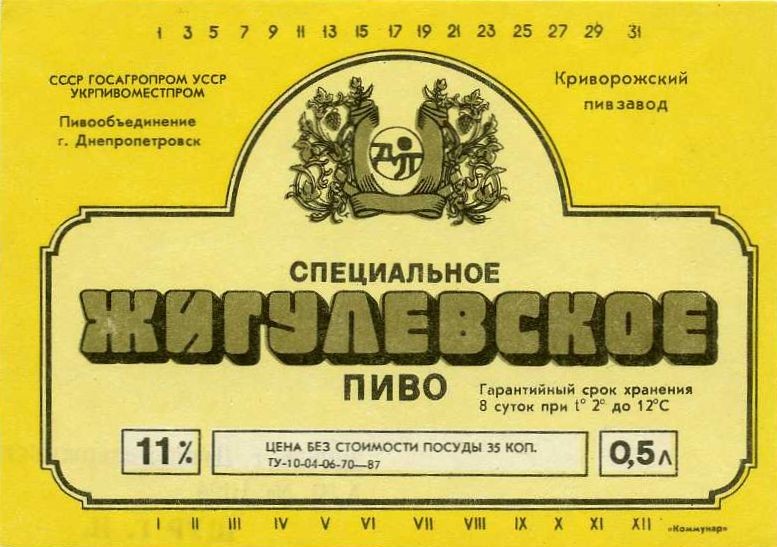 1 3 5 7 9 11 13 15 17 19 21 23 25 27 29 31
СССР ГОСАГРОПРОМ УССР
УКРПИВОМЕСТПРОМ
Пивообъединение
г. Днепропетровск
Криворожский
пивзавод
ДП
СПЕЦИАЛЬНОЕ
ЖИГУЛЕВСКОЕ
ПИВО
Гарантийный срок хранения
8 суток при t° 2° до 12°С
11%
ЦЕНА БЕЗ СТОИМОСТИ ПОСУДЫ 35 КОП.
ТУ-10-04-06-70—87
0,5 л
I II III IV V VI VII VIII IX X XI XII
«Коммунар»